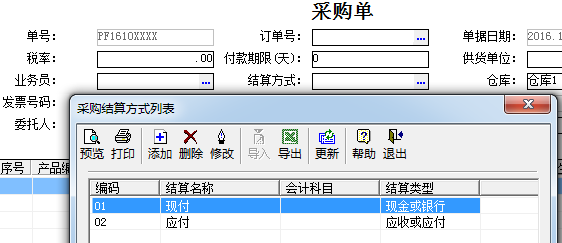 采购单
单号: PF1610XXXX 订单号: ... 单据日期: 2016.1
税率: .00 付款期限(天): 0 供货单位:
业务员: ... 结算方式: ... 仓库: 仓库1
发票号码:
委托人:
采购结算方式列表
预览 打印 添加 删除 修改 导入 导出 更新 帮助 退出
序号 产品编
编码 结算名称 会计科目 结算类型
01 现付 现金或银行
02 应付 应收或应付